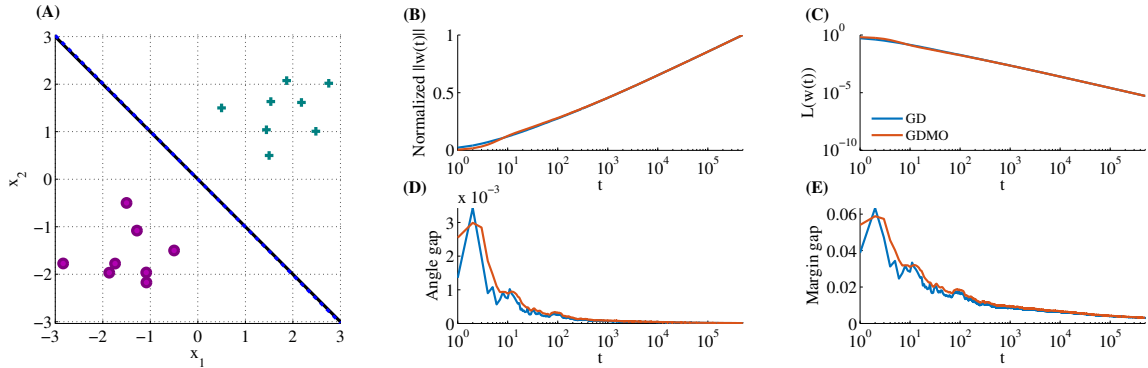 (A)
3
2
1
0
−1
−2
−3
−3 −2 −1 0 1 2 3
x_2
x_1
(B)
1
0.5
0
10^0 10^1 10^2 10^3 10^4 10^5
Normalized ||w(t)||
t
(C)
10^0
10^−5
10^−10
10^0 10^1 10^2 10^3 10^4 10^5
L(w(t))
t
GD
GDMO
(D)
x 10^−3
3
2
1
0
10^0 10^1 10^2 10^3 10^4 10^5
Angle gap
t
(E)
0.06
0.04
0.02
0
10^0 10^1 10^2 10^3 10^4 10^5
Margin gap
t